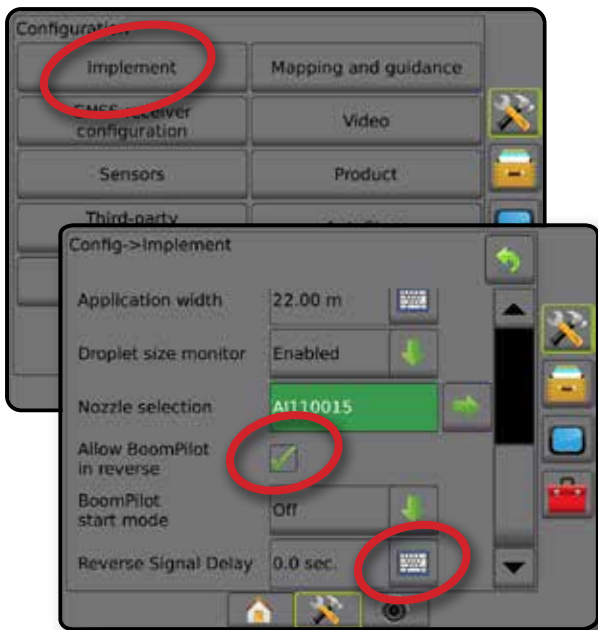 Configuration
Implement
Mapping and guidance
GNSS receiver
configuration
Video
Sensors
Product
Third-party
Config->Implement
Application width
22.00 m
Droplet size monitor
Enabled
Nozzle selection
AI110015
Allow BoomPilot
in reverse
BoomPilot
start mode
Off
Reverse Signal Delay
0.0 sec.